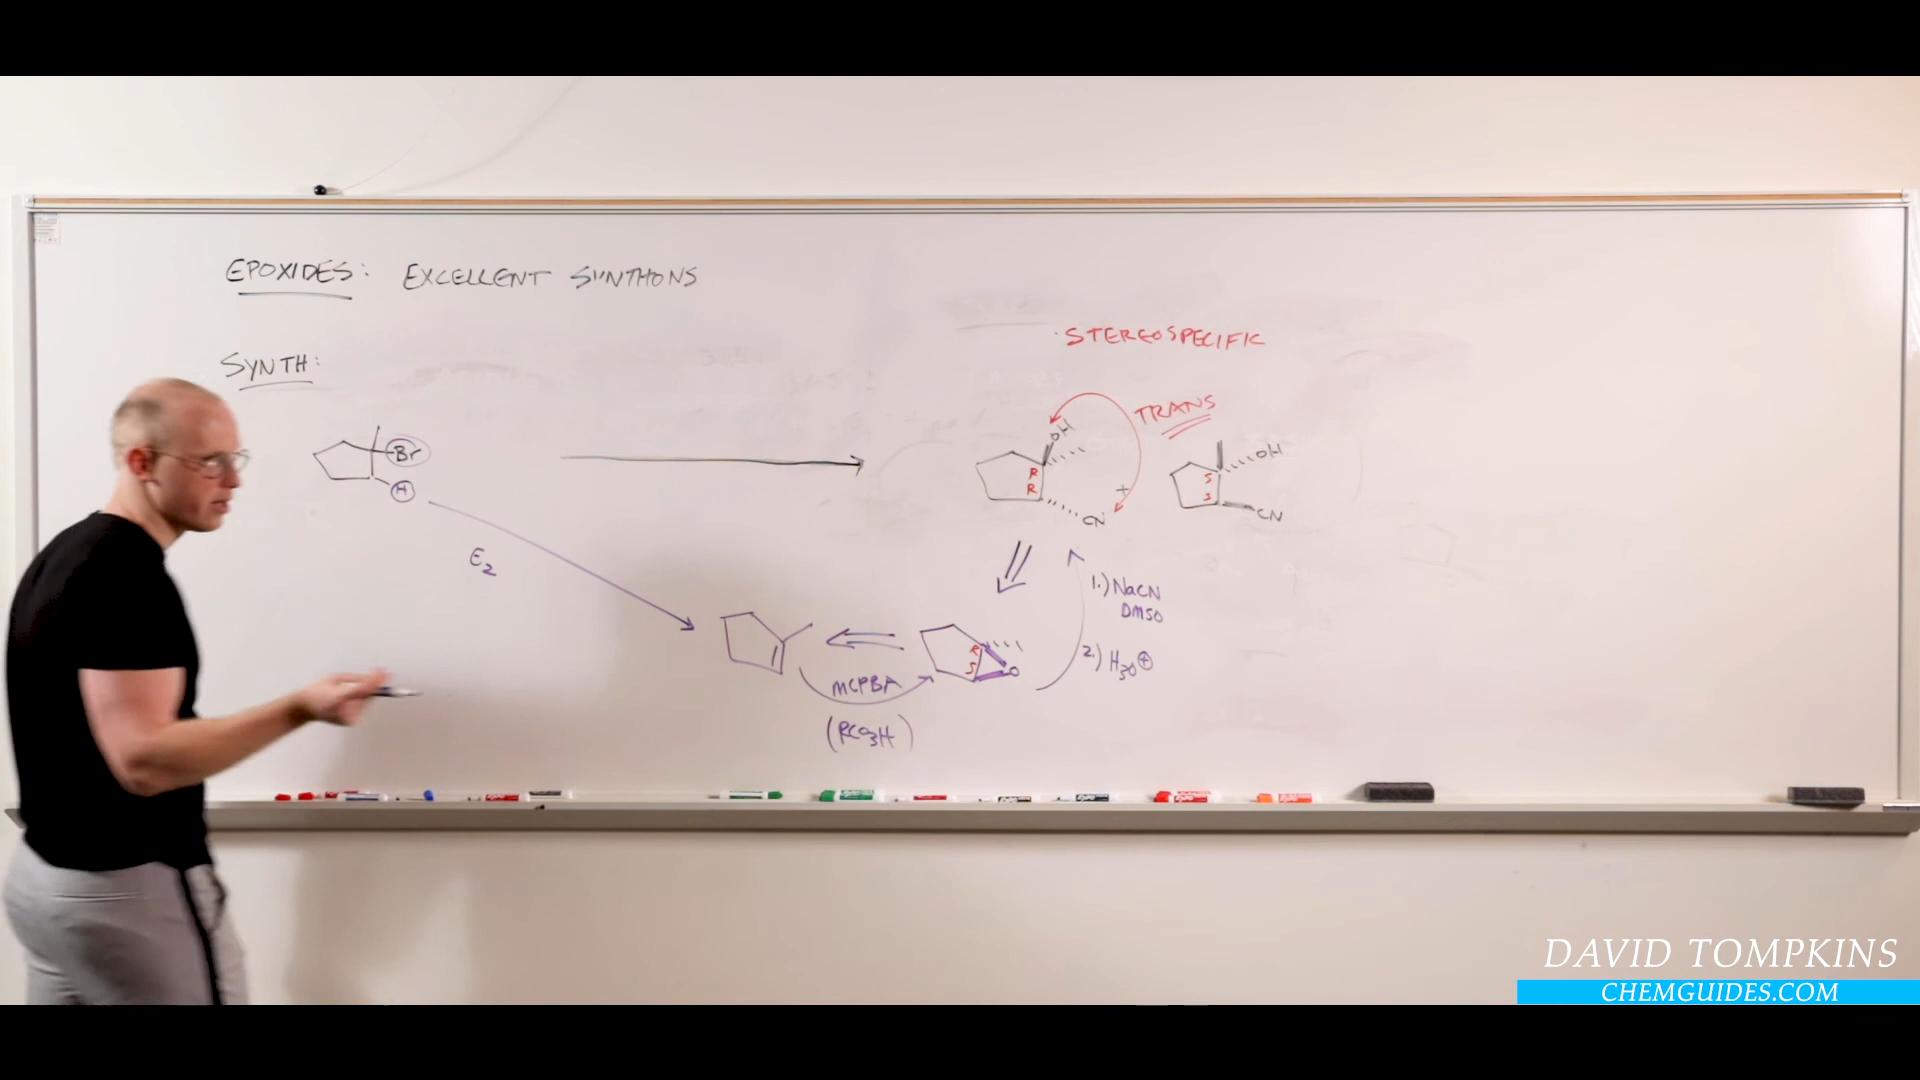 EPOXIDES: EXCELLENT SYNTHONS
STEREOSPECIFIC
SYNTH:
TRANS
Br
H
OH
R
R
CN
+
OH
S
S
CN
E2
1.) NaCN
DMSO
2.) H3O⊕
R
S
O
MCPBA
(RCO3H)
DAVID TOMPKINS
CHEMGUIDES.COM